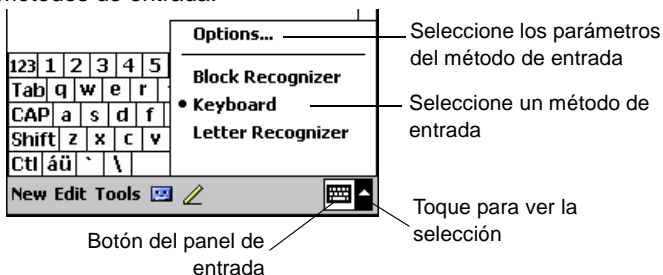 métodos de entrada.
Options...
Seleccione los parámetros
del método de entrada
123 1 2 3 4 5
Block Recognizer
Tab q w e r
Keyboard
Seleccione un método de
entrada
CAP a s d f
Letter Recognizer
Shift z x c v
Ctl áü ` \
New Edit Tools
Toque para ver la
selección
Botón del panel de
entrada